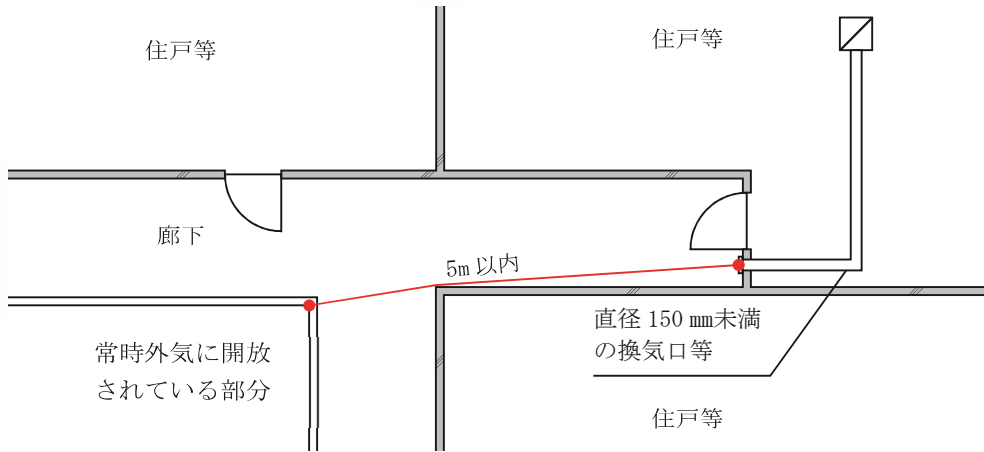 住戸等
住戸等
廊下
5m 以内
直径 150 ㎜未満
の換気口等
常時外気に開放
されている部分
住戸等